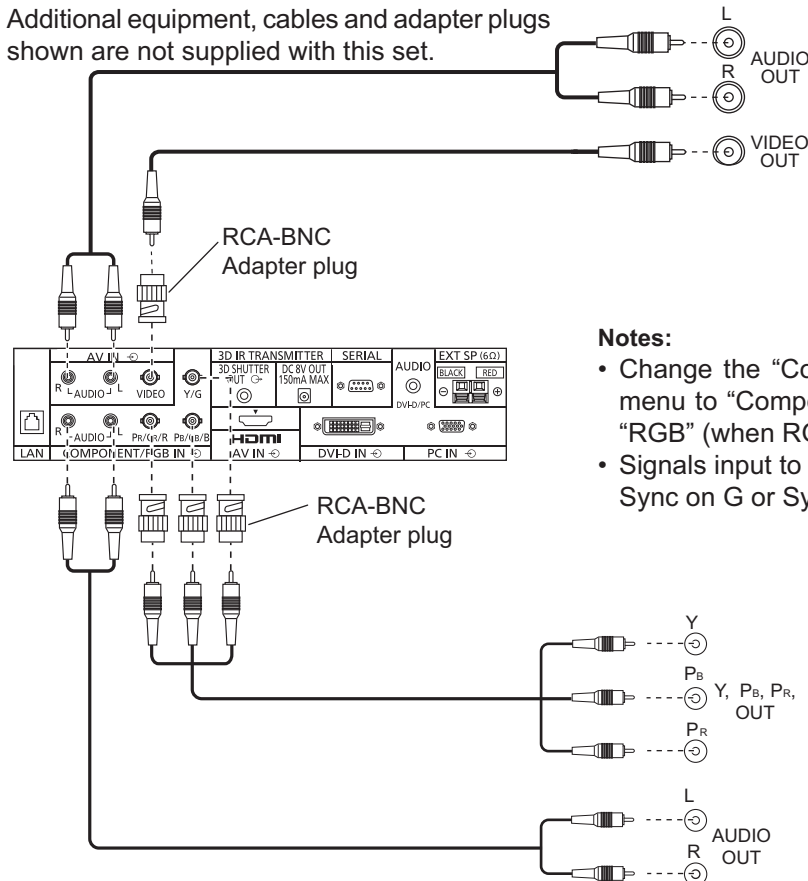 Additional equipment, cables and adapter plugs
shown are not supplied with this set.
L
R
AUDIO
OUT
VIDEO
OUT
RCA-BNC
Adapter plug
AV IN
R AUDIO L
VIDEO
Y/G
3D IR TRANSMITTER
3D SHUTTER
OUT
DC 8V OUT
150mA MAX
SERIAL
AUDIO
DVI-D/PC
EXT SP (6Ω)
BLACK
RED
LAN
R AUDIO L
PR/CR/R
PB/CB/B
COMPONENT/RGB IN
HDMI
AV IN
DVI-D IN
PC IN
RCA-BNC
Adapter plug
Notes:
• Change the “Co
menu to “Compo
“RGB” (when RG
• Signals input to
Sync on G or Sy
Y
PB
PR
Y, PB, PR,
OUT
L
R
AUDIO
OUT